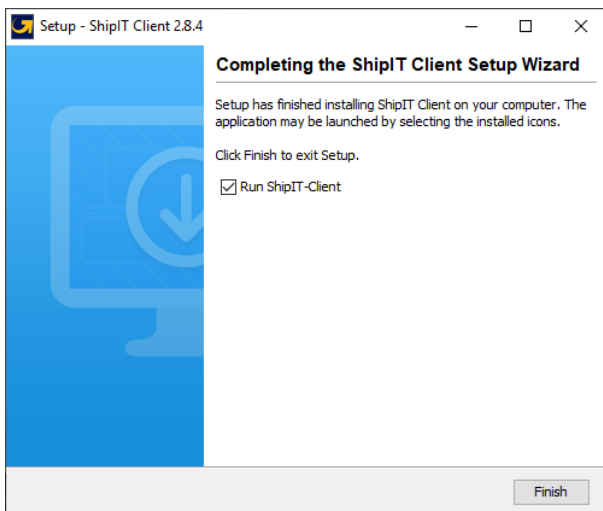 Setup - ShipIT Client 2.8.4
Completing the ShipIT Client Setup Wizard
Setup has finished installing ShipIT Client on your computer. The
application may be launched by selecting the installed icons.
Click Finish to exit Setup.
Run ShipIT-Client
Finish